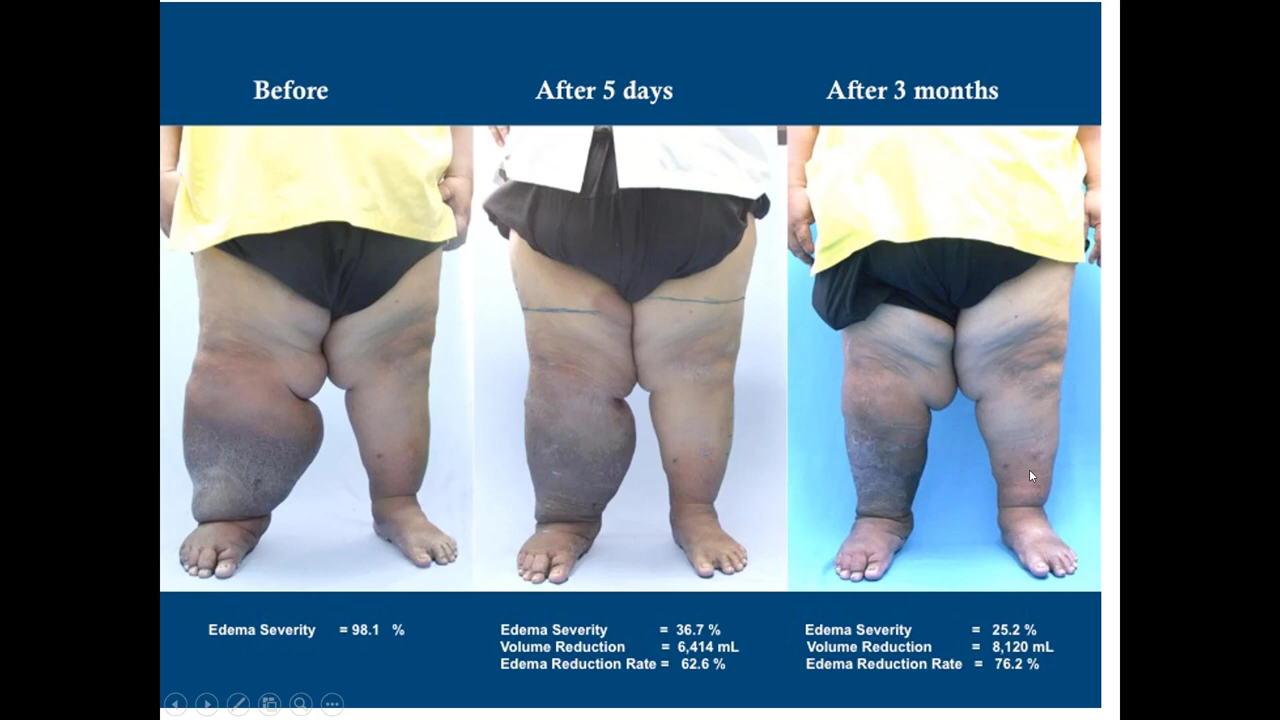 Before
After 5 days
After 3 months
Edema Severity = 98.1 %
Edema Severity = 36.7 %
Volume Reduction = 6,414 mL
Edema Reduction Rate = 62.6 %
Edema Severity = 25.2 %
Volume Reduction = 8,120 mL
Edema Reduction Rate = 76.2 %